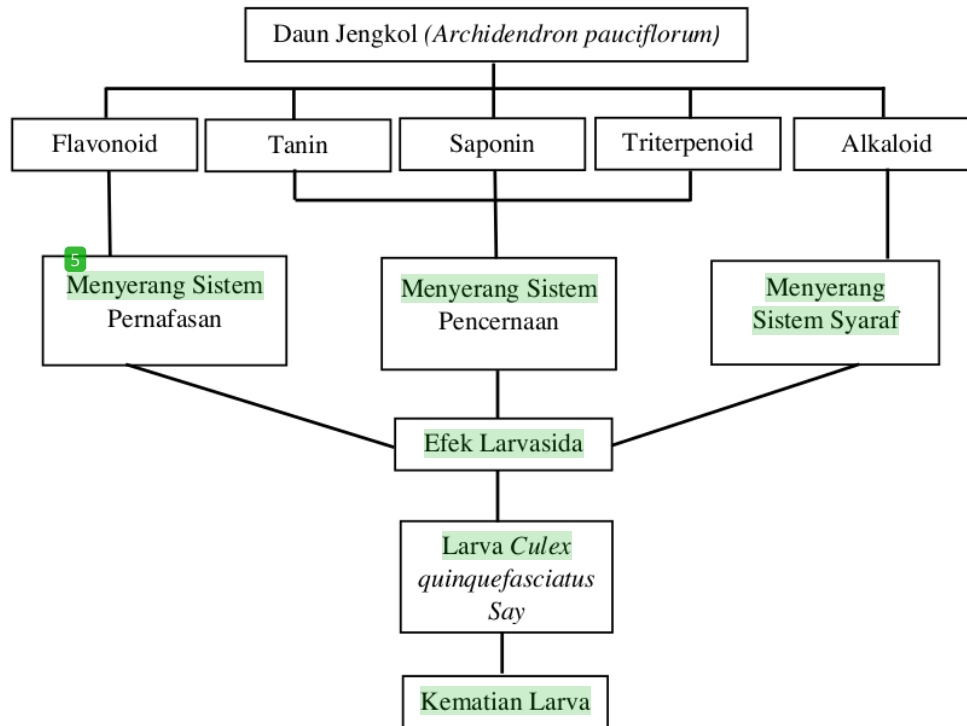 Daun Jengkol (Archidendron pauciflorum)
Flavonoid
Tanin
Saponin
Triterpenoid
Alkaloid
5
Menyerang Sistem
Pernafasan
Menyerang Sistem
Pencernaan
Menyerang
Sistem Syaraf
Efek Larvasida
Larva Culex
quinquefasciatus
Say
Kematian Larva